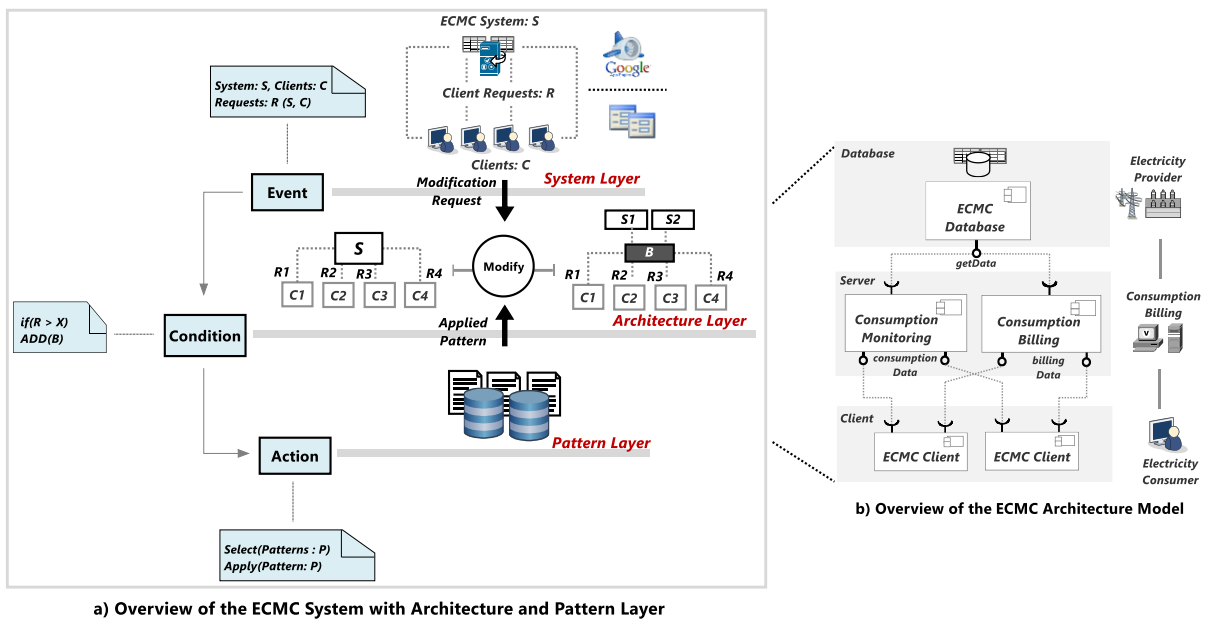 ECMC System: S
Google
System: S, Clients: C
Requests: R (S, C)
Client Requests: R
Clients: C
Modification
Request
System Layer
Event
S
R1
R2
R3
R4
C1
C2
C3
C4
Modify
S1
S2
B
R1
R2
R3
R4
C1
C2
C3
C4
if(R > X)
ADD(B)
Condition
Applied
Pattern
Architecture Layer
Pattern Layer
Action
Select(Patterns : P)
Apply(Pattern: P)
a) Overview of the ECMC System with Architecture and Pattern Layer
Database
ECMC
Database
getData
Server
Consumption
Monitoring
Consumption
Billing
consumption
Data
billing
Data
Client
ECMC Client
ECMC Client
Electricity
Provider
Consumption
Billing
V
Electricity
Consumer
b) Overview of the ECMC Architecture Model